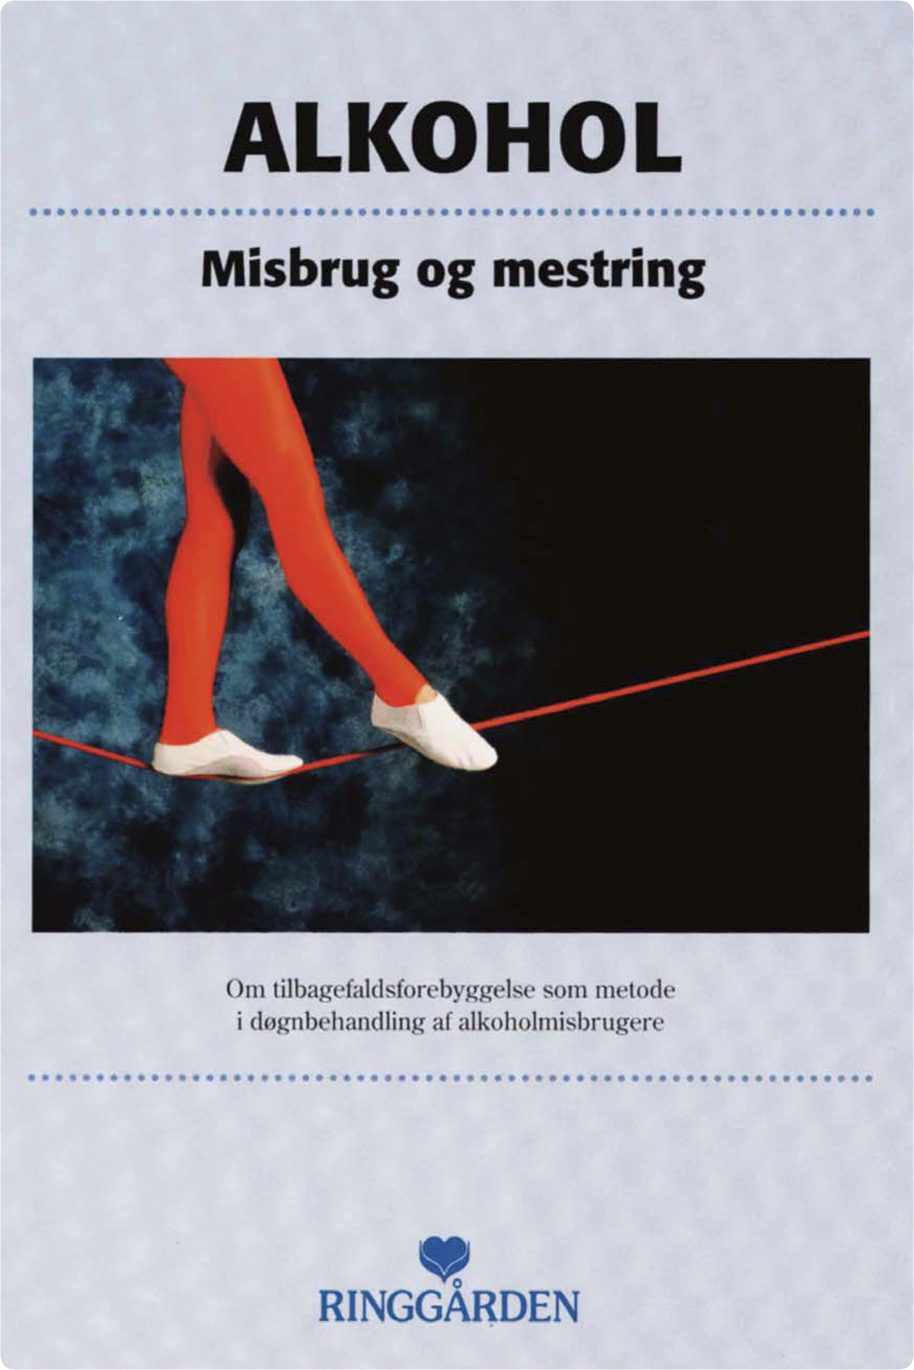 ALKOHOL
Misbrug og mestring
Om tilbagefaldsforebyggelse som metode
i døgnbehandling af alkoholmisbrugere
RINGGÅRDEN